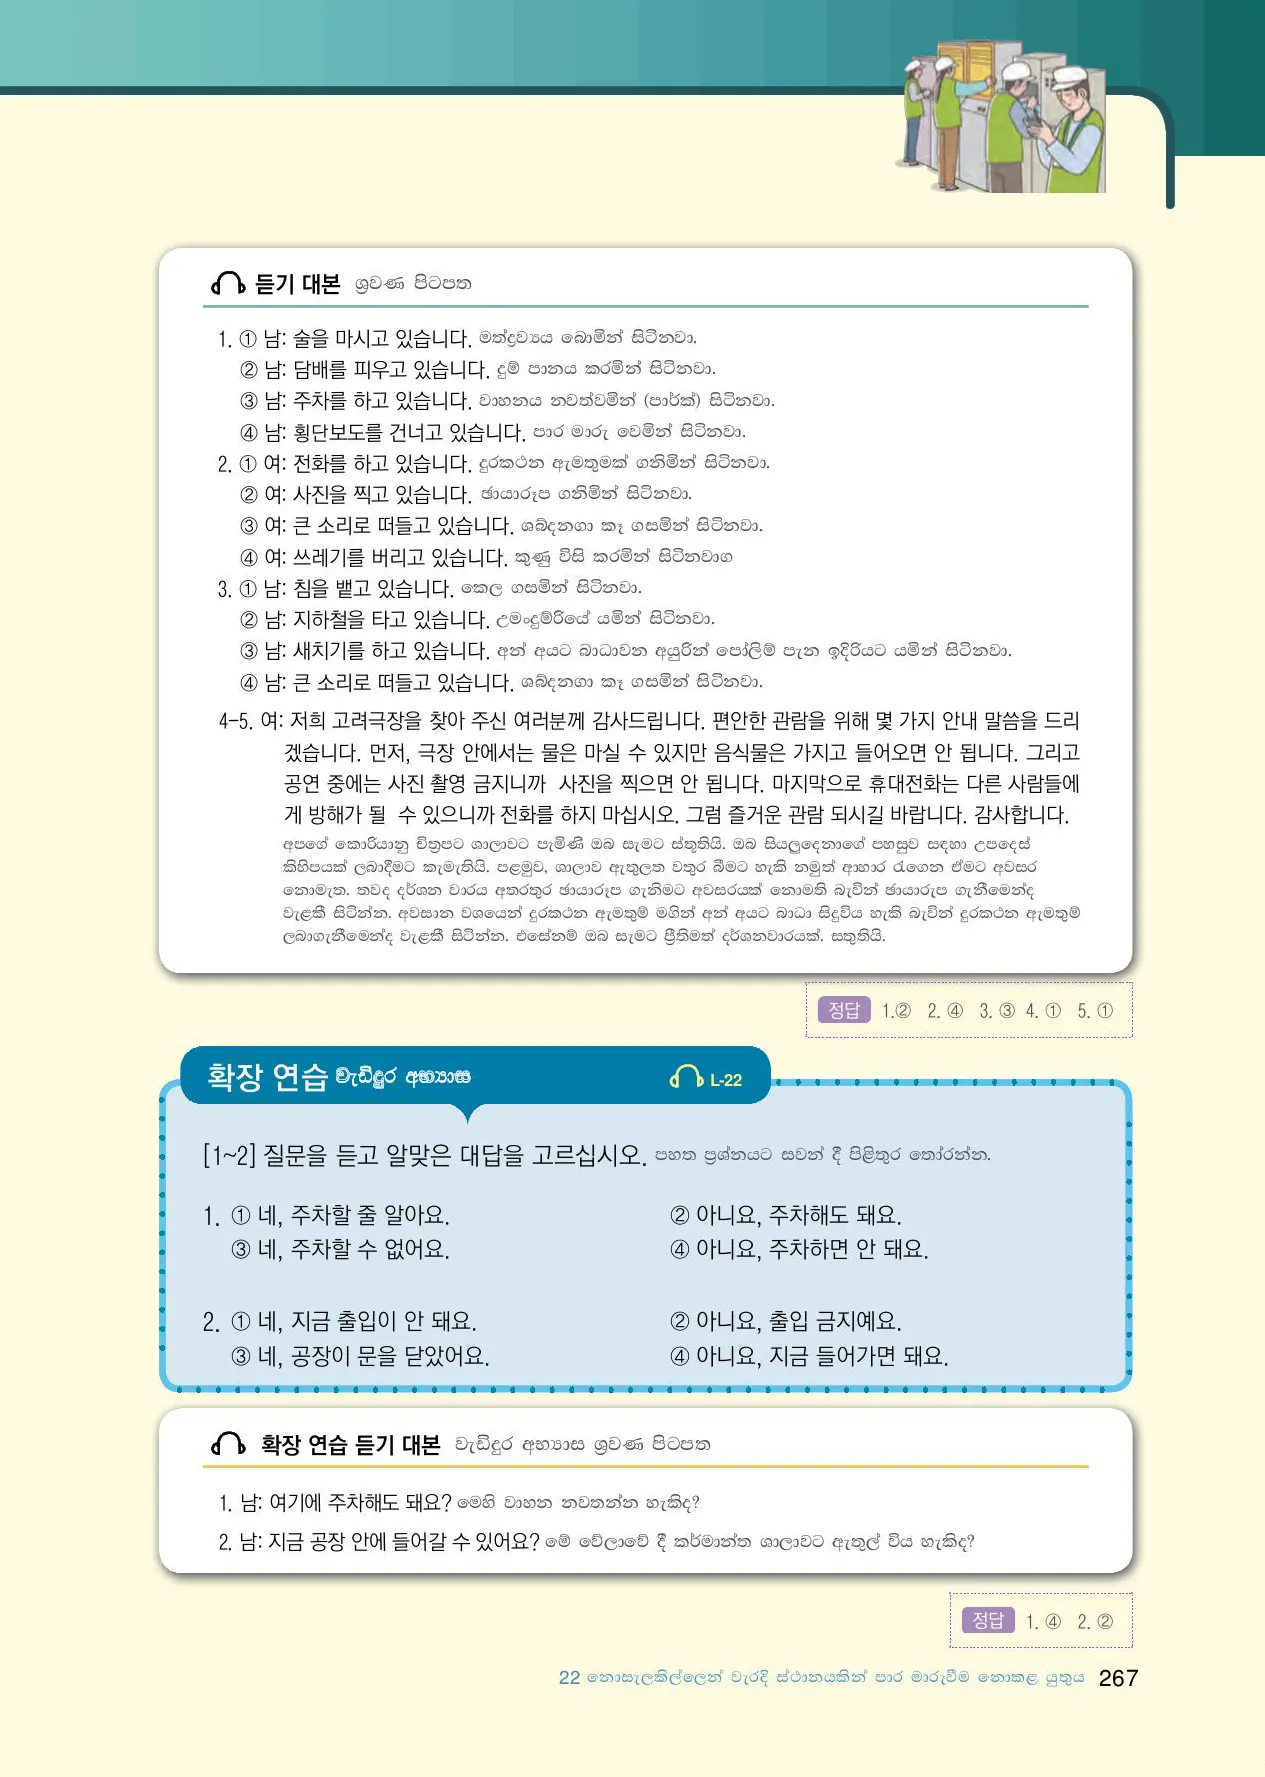 듣기 대본 ශ්‍රවණ පිටපත
1. ① 남: 술을 마시고 있습니다. මත්ද්‍රව්‍යය බොමින් සිටිනවා.
② 남: 담배를 피우고 있습니다. දුම් පානය කරමින් සිටිනවා.
③ 남: 주차를 하고 있습니다. වාහනය නවත්වමින් (පාර්ක්) සිටිනවා.
④ 남: 횡단보도를 건너고 있습니다. පාර මාරු වෙමින් සිටිනවා.
2. ① 여: 전화를 하고 있습니다. දුරකථන ඇමතුමක් ගනිමින් සිටිනවා.
② 여: 사진을 찍고 있습니다. ඡායාරූප ගනිමින් සිටිනවා.
③ 여: 큰 소리로 떠들고 있습니다. ශබ්දනගා කෑ ගසමින් සිටිනවා.
④ 여: 쓰레기를 버리고 있습니다. කුණු විසි කරමින් සිටිනවාග
3. ① 남: 침을 뱉고 있습니다. කෙල ගසමින් සිටිනවා.
② 남: 지하철을 타고 있습니다. උමංදුම්රියේ යමින් සිටිනවා.
③ 남: 새치기를 하고 있습니다. අන් අයට බාධාවන අයුරින් පෝලිම් පැන ඉදිරියට යමින් සිටිනවා.
④ 남: 큰 소리로 떠들고 있습니다. ශබ්දනගා කෑ ගසමින් සිටිනවා.
4-5. 여: 저희 고려극장을 찾아 주신 여러분께 감사드립니다. 편안한 관람을 위해 몇 가지 안내 말씀을 드리
겠습니다. 먼저, 극장 안에서는 물은 마실 수 있지만 음식물은 가지고 들어오면 안 됩니다. 그리고
공연 중에는 사진 촬영 금지니까 사진을 찍으면 안 됩니다. 마지막으로 휴대전화는 다른 사람들에
게 방해가 될 수 있으니까 전화를 하지 마십시오. 그럼 즐거운 관람 되시길 바랍니다. 감사합니다.
අපගේ කොරියානු චිත්‍රපට ශාලාවට පැමිණි ඔබ සැමට ස්තූතියි. ඔබ සියලුදෙනාගේ පහසුව සඳහා උපදෙස්
කිහිපයක් ලබාදීමට කැමැතියි. පළමුව, ශාලාව ඇතුලත වතුර බීමට හැකි නමුත් ආහාර රැගෙන ඒමට අවසර
නොමැත. තවද දර්ශන වාරය අතරතුර ඡායාරූප ගැනිමට අවසරයක් නොමති බැවින් ඡායාරුප ගැනීමෙන්ද
වැළකී සිටින්න. අවසාන වශයෙන් දුරකථන ඇමතුම් මගින් අන් අයට බාධා සිදුවිය හැකි බැවින් දුරකථන ඇමතුම්
ලබාගැනීමෙන්ද වැළකී සිටින්න. එසේනම් ඔබ සැමට ප්‍රීතිමත් දර්ශනවාරයක්. සතුතියි.
정답 1.② 2. ④ 3. ③ 4. ① 5. ①
확장 연습 වැඩිදුර අභ්‍යාස L-22
[1~2] 질문을 듣고 알맞은 대답을 고르십시오. පහත ප්‍රශ්නයට සවන් දී පිළිතුර තෝරන්න.
1. ① 네, 주차할 줄 알아요. ② 아니요, 주차해도 돼요.
③ 네, 주차할 수 없어요. ④ 아니요, 주차하면 안 돼요.
2. ① 네, 지금 출입이 안 돼요. ② 아니요, 출입 금지예요.
③ 네, 공장이 문을 닫았어요. ④ 아니요, 지금 들어가면 돼요.
확장 연습 듣기 대본 වැඩිදුර අභ්‍යාස ශ්‍රවණ පිටපත
1. 남: 여기에 주차해도 돼요? මෙහි වාහන නවතන්න හැකිද?
2. 남: 지금 공장 안에 들어갈 수 있어요? මේ වේලාවේ දී කර්මාන්ත ශාලාවට ඇතුල් විය හැකිද?
정답 1. ④ 2. ②
22 නොසැලකිල්ලෙන් වැරදි ස්ථානයකින් පාර මාරුවීම නොකළ යුතුය 267